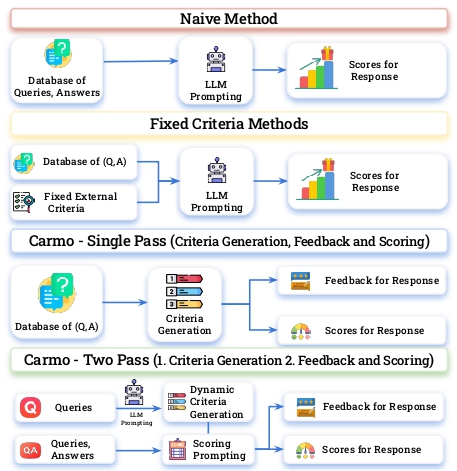 Naive Method
Database of
Queries, Answers
LLM
Prompting
Scores for
Response
Fixed Criteria Methods
Database of (Q,A)
Fixed External
Criteria
LLM
Prompting
Scores for
Response
Carmo - Single Pass (Criteria Generation, Feedback and Scoring)
Database of (Q,A)
1
2
3
Criteria
Generation
Feedback for Response
Scores for Response
Carmo - Two Pass (1. Criteria Generation 2. Feedback and Scoring)
Q
Queries
LLM
Prompting
Dynamic
Criteria
Generation
Feedback for Response
QA
Queries,
Answers
Scoring
Prompting
Scores for Response